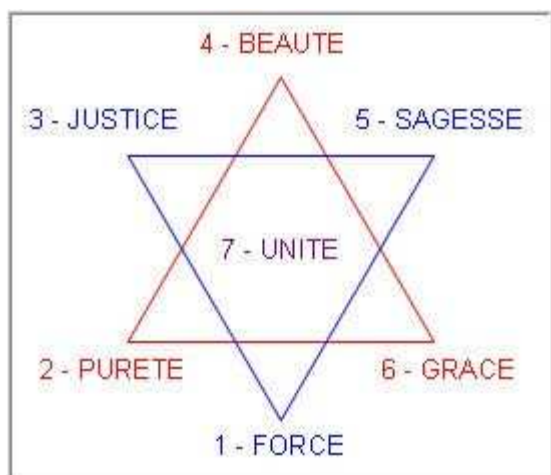 4 - BEAUTE
3 - JUSTICE
5 - SAGESSE
7 - UNITE
2 - PURETE
6 - GRACE
1 - FORCE